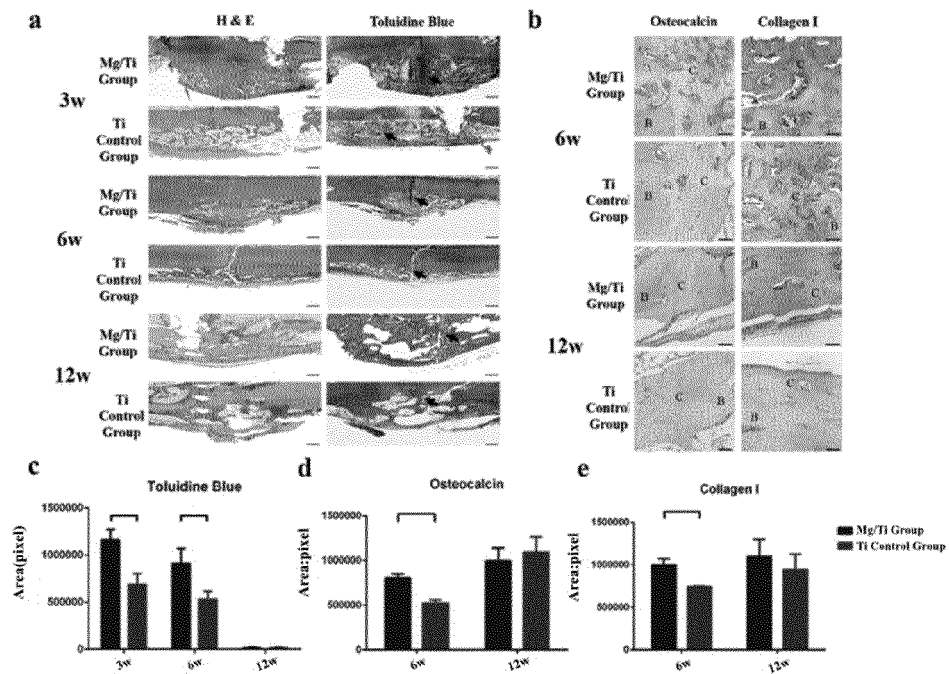 a
H & E
Toluidine Blue
3w
Mg/Ti
Group
Ti
Control
Group
6w
Mg/Ti
Group
Ti
Control
Group
12w
Mg/Ti
Group
Ti
Control
Group
b
Osteocalcin
Collagen I
6w
Mg/Ti
Group
C
B
C
B
Ti
Control
Group
B
C
C
B
12w
Mg/Ti
Group
B
C
B
C
Ti
Control
Group
C
B
C
B
c
Toluidine Blue
Area(pixel)
1500000
1000000
500000
0
3w
6w
12w
d
Osteocalcin
Area:pixel
1500000
1000000
500000
0
6w
12w
e
Collagen I
Area:pixel
1500000
1000000
500000
0
6w
12w
Mg/Ti Group
Ti Control Group